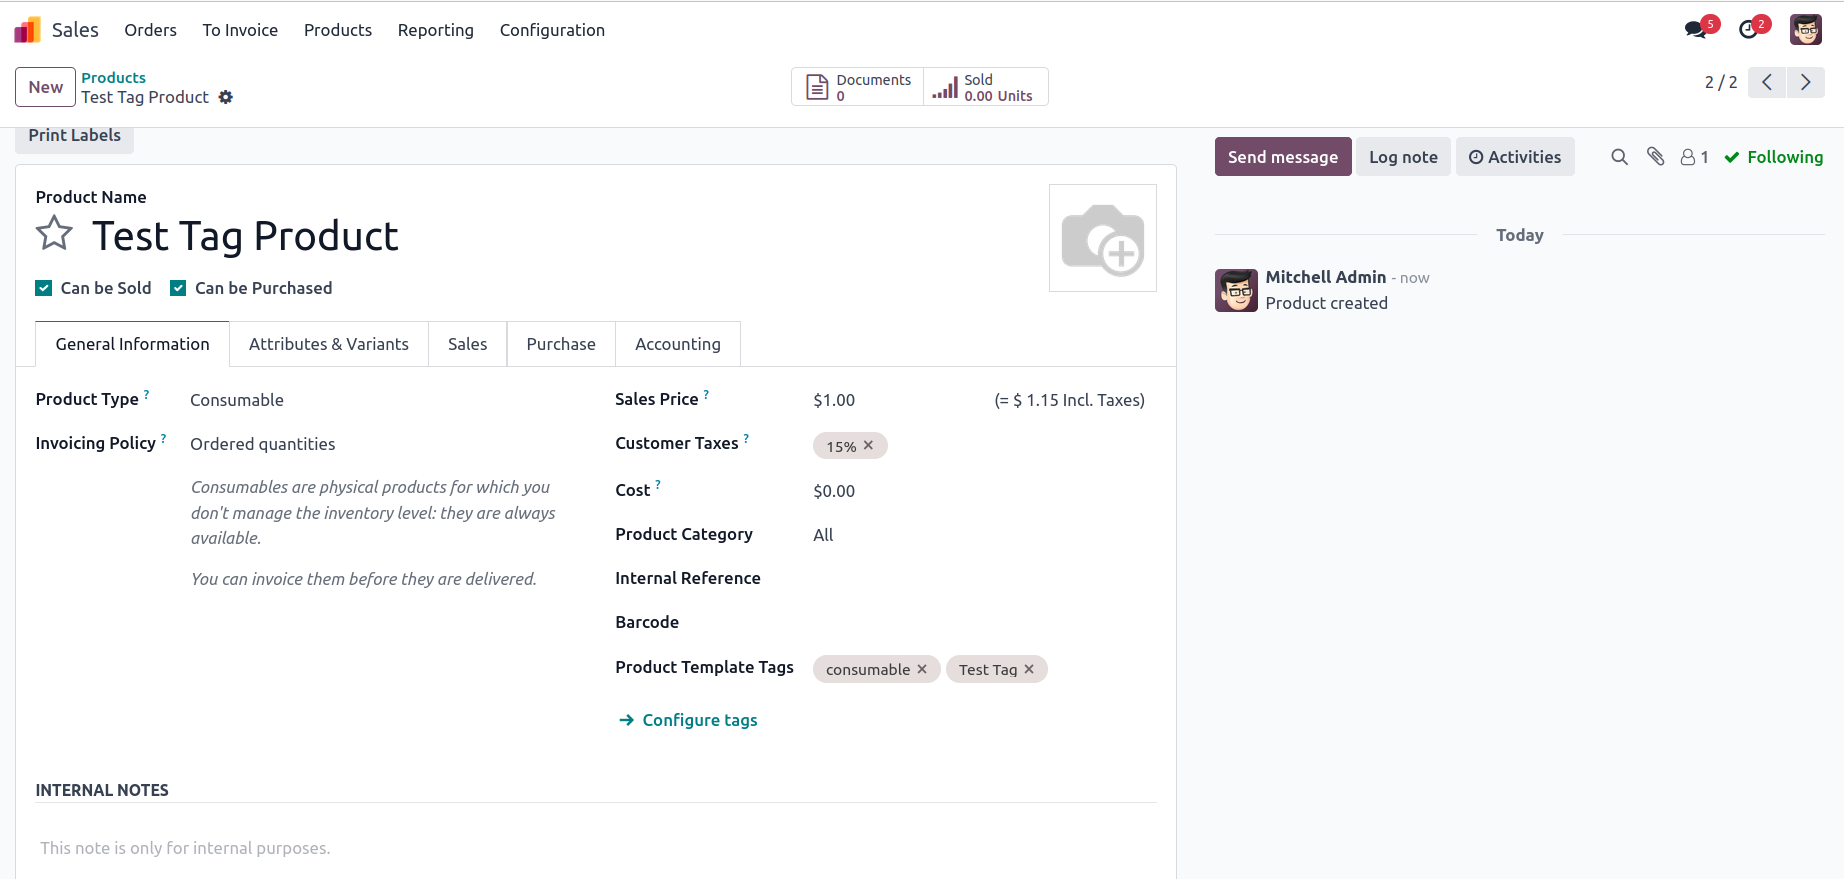 Sales Orders To Invoice Products Reporting Configuration 5 2
New Products
Test Tag Product
Documents
0
Sold
0.00 Units
2 / 2
Print Labels
Send message Log note Activities 1 Following
Product Name
Test Tag Product
Can be Sold Can be Purchased
General Information Attributes & Variants Sales Purchase Accounting
Product Type ? Consumable
Invoicing Policy ? Ordered quantities
Consumables are physical products for which you
don't manage the inventory level: they are always
available.
You can invoice them before they are delivered.
Sales Price ? $1.00 (= $ 1.15 Incl. Taxes)
Customer Taxes ? 15% ×
Cost ? $0.00
Product Category All
Internal Reference
Barcode
Product Template Tags consumable × Test Tag ×
→ Configure tags
INTERNAL NOTES
This note is only for internal purposes.
Today
Mitchell Admin - now
Product created